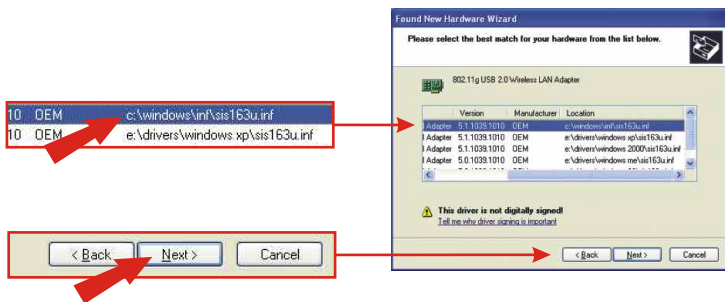 Found New Hardware Wizard
Please select the best match for your hardware from the list below.
802.11g USB 2.0 Wireless LAN Adapter
Version Manufacturer Location
l Adapter 5.1.1039.1010 OEM c:\windows\inf\sis163u.inf
l Adapter 5.1.1039.1010 OEM e:\drivers\windows xp\sis163u.inf
l Adapter 5.1.1039.1010 OEM e:\drivers\windows 2000\sis163u.inf
l Adapter 5.0.1039.1010 OEM e:\drivers\windows me\sis163u.inf
This driver is not digitally signed!
Tell me why driver signing is important
< Back Next > Cancel
10 OEM c:\windows\inf\sis163u.inf
10 OEM e:\drivers\windows xp\sis163u.inf
< Back Next > Cancel